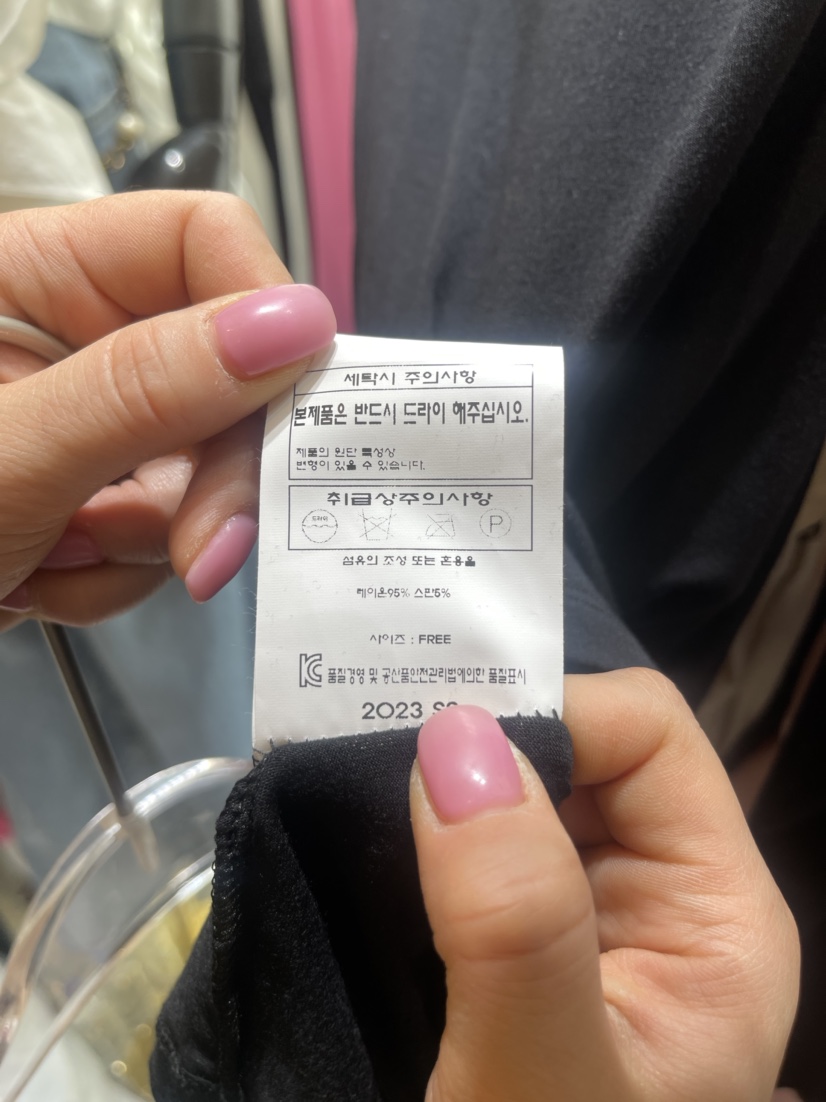 세탁시 주의사항
본제품은 반드시 드라이 해주십시오.
제품의 원단 특성상
변형이 있을 수 있습니다.
취급상주의사항
드라이
P
섬유의 조성 또는 혼용율
레이온95% 스판5%
사이즈 : FREE
KC 품질경영 및 공산품안전관리법에의한 품질표시
2023